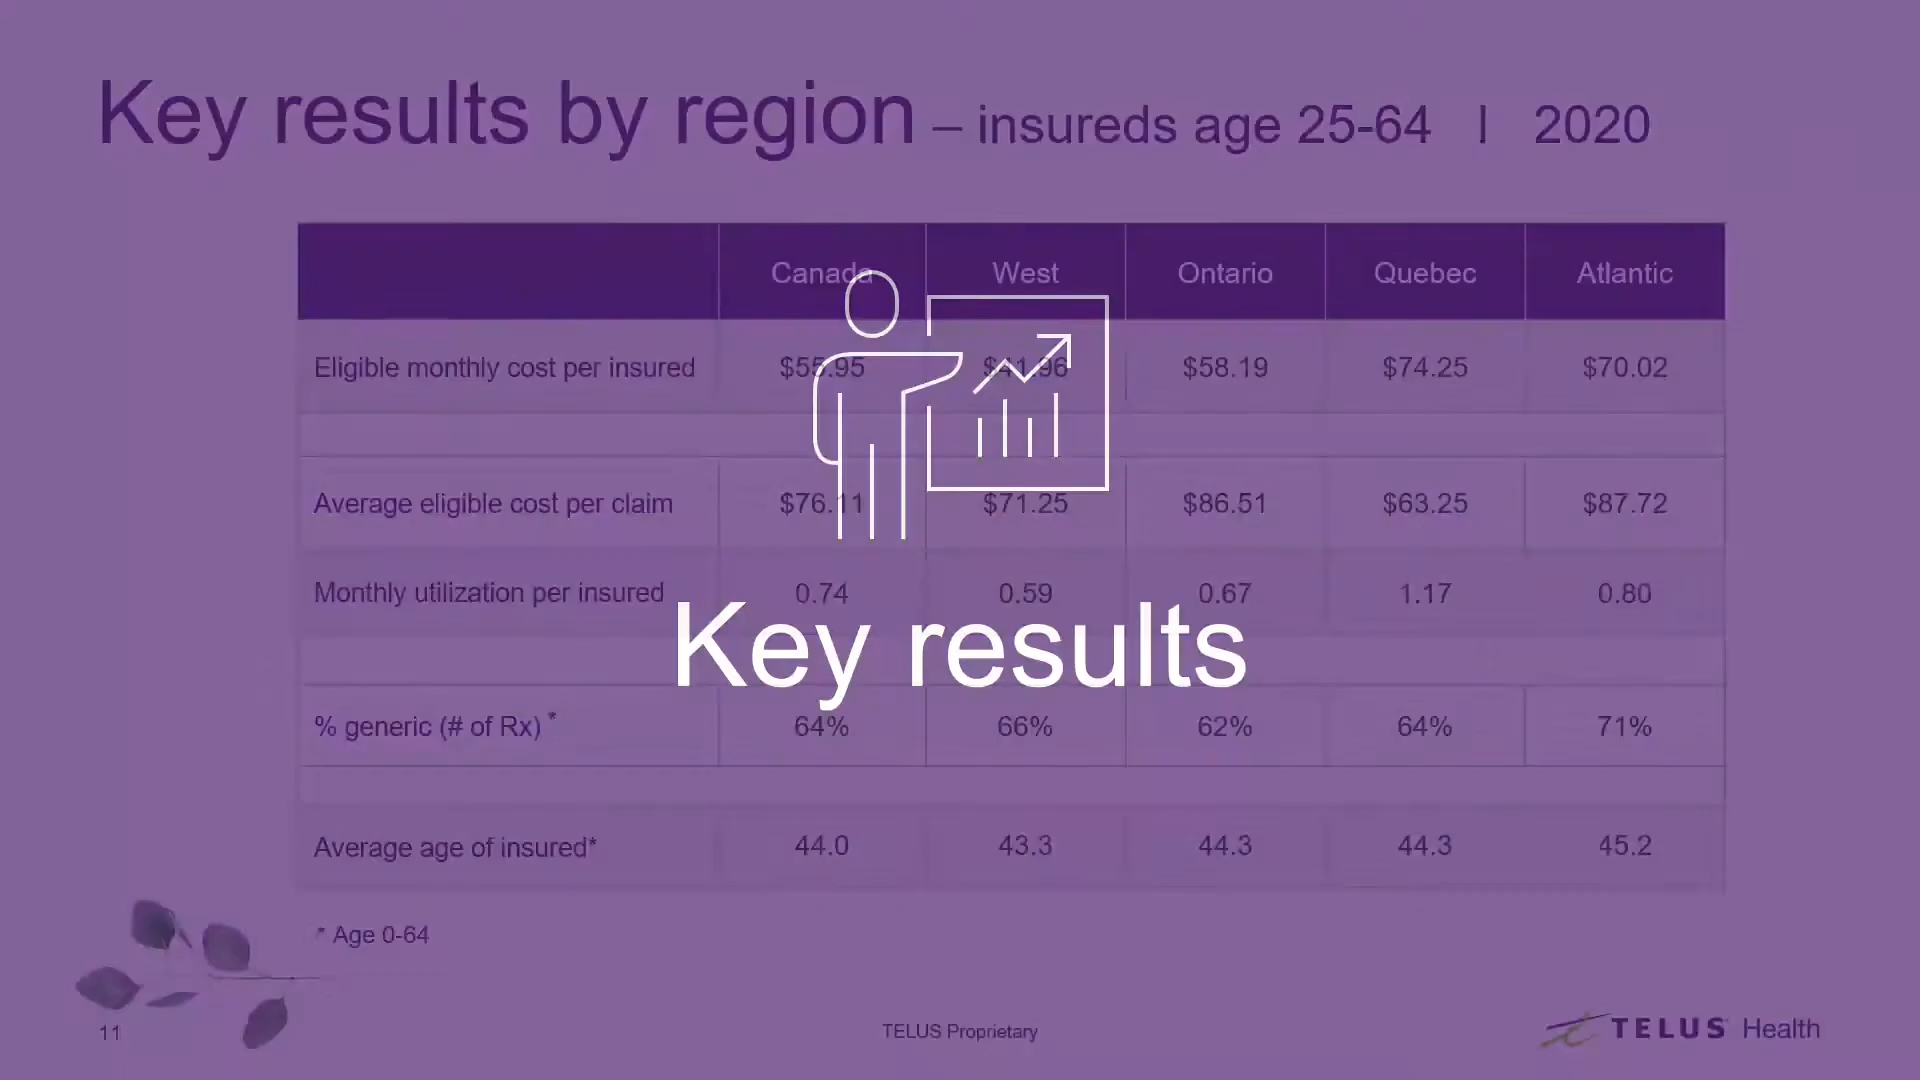 Key results by region – insureds age 25-64 | 2020
Canada West Ontario Quebec Atlantic
Eligible monthly cost per insured $55.95 $41.96 $58.19 $74.25 $70.02
Average eligible cost per claim $76.11 $71.25 $86.51 $63.25 $87.72
Monthly utilization per insured 0.74 0.59 0.67 1.17 0.80
Key results
% generic (# of Rx) * 64% 66% 62% 64% 71%
Average age of insured* 44.0 43.3 44.3 44.3 45.2
* Age 0-64
11 TELUS Proprietary TELUS Health